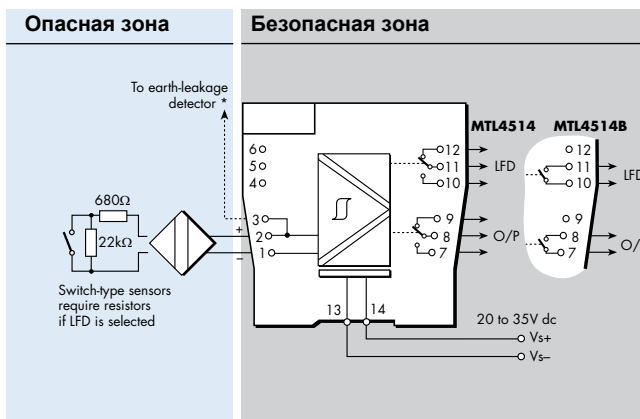 Опасная зона
Безопасная зона
To earth-leakage
detector *
MTL4514
MTL4514B
6
5
4
3
2
1
+
–
12
11
10
LFD
9
8
7
O/P
12
11
10
LFD
9
8
7
O/
680Ω
22kΩ
Switch-type sensors
require resistors
if LFD is selected
13
14
20 to 35V dc
Vs+
Vs–